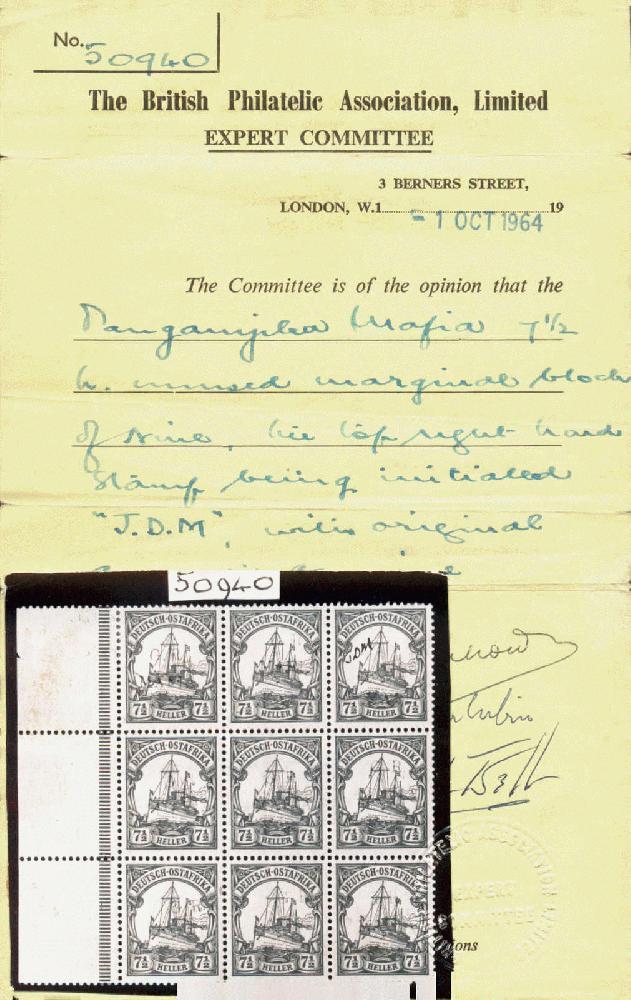 No. 50940
The British Philatelic Association, Limited
EXPERT COMMITTEE
3 BERNERS STREET,
LONDON, W.1. - 1 OCT 1964 19
The Committee is of the opinion that the
Tanganyika Mafia 7½
h. unused marginal block
of nine, the top right hand
stamp being initialed
"J.D.M", with original
50940
DEUTSCH-OSTAFRIKA DEUTSCH-OSTAFRIKA DEUTSCH-OSTAFRIKA
J.D.M
7½ HELLER 7½ 7½ HELLER 7½ 7½ HELLER 7½
DEUTSCH-OSTAFRIKA DEUTSCH-OSTAFRIKA DEUTSCH-OSTAFRIKA
7½ HELLER 7½ 7½ HELLER 7½ 7½ HELLER 7½
DEUTSCH-OSTAFRIKA DEUTSCH-OSTAFRIKA DEUTSCH-OSTAFRIKA
7½ HELLER 7½ 7½ HELLER 7½ 7½ HELLER 7½
ASSOCIATION
EXPERT
COMMITTEE
ons